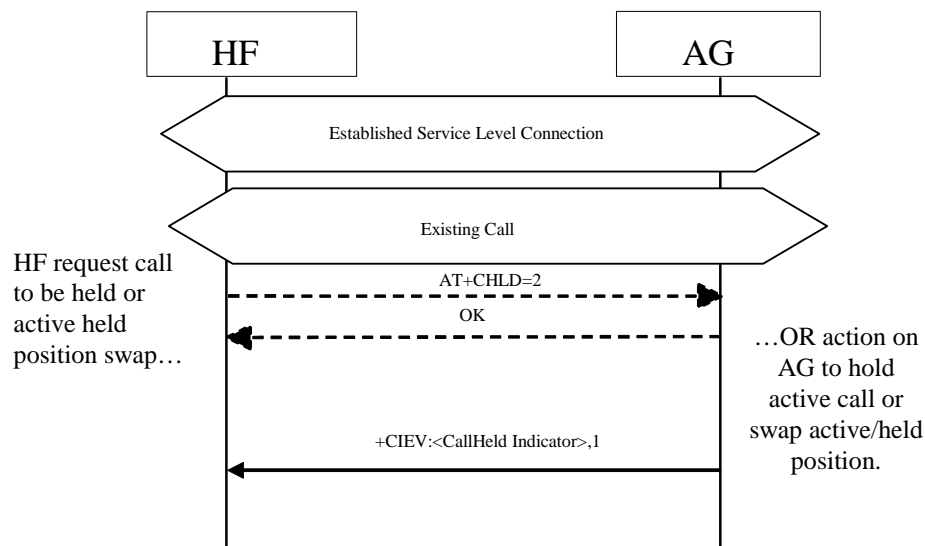 HF
AG
Established Service Level Connection
Existing Call
HF request call
to be held or
active held
position swap…
AT+CHLD=2
OK
…OR action on
AG to hold
active call or
swap active/held
position.
+CIEV:<CallHeld Indicator>,1